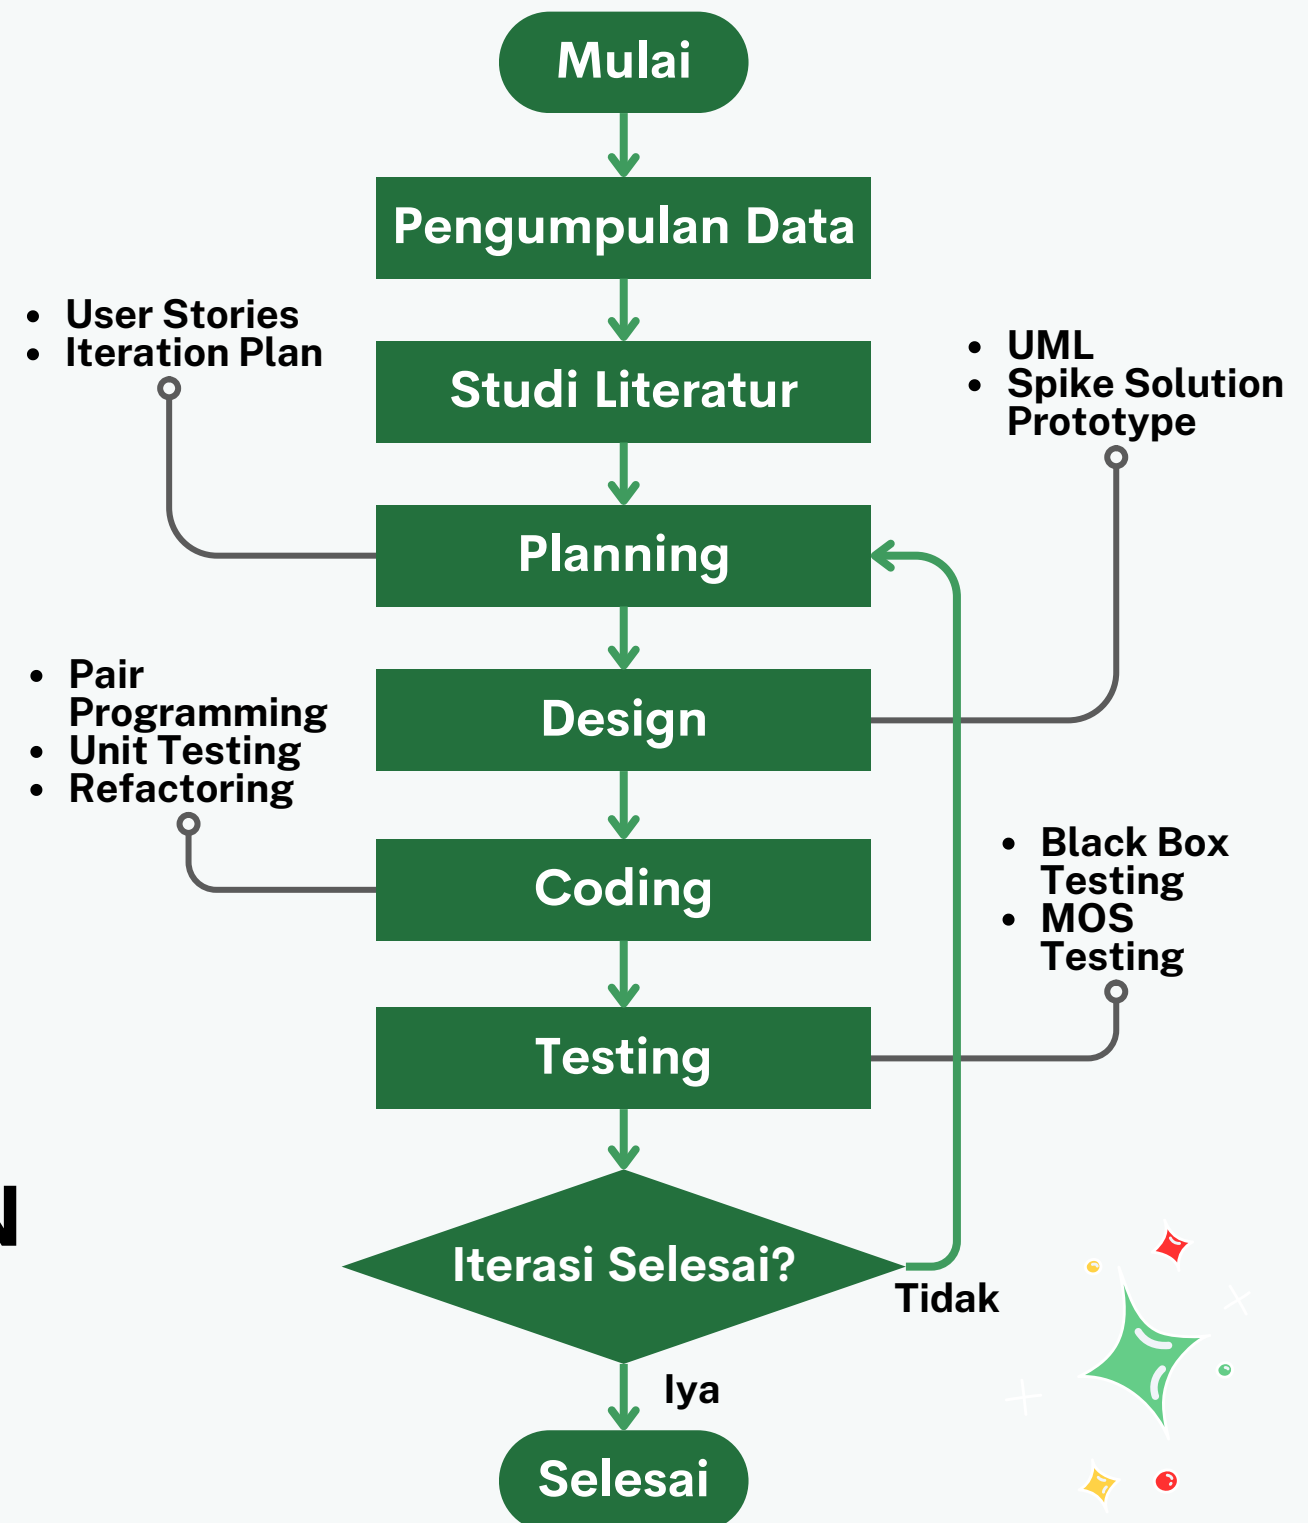 Mulai
Pengumpulan Data
• User Stories
• Iteration Plan
Studi Literatur
• UML
• Spike Solution
Prototype
Planning
Design
• Pair
Programming
• Unit Testing
• Refactoring
Coding
• Black Box
Testing
• MOS
Testing
Testing
N
Iterasi Selesai?
Tidak
Iya
Selesai